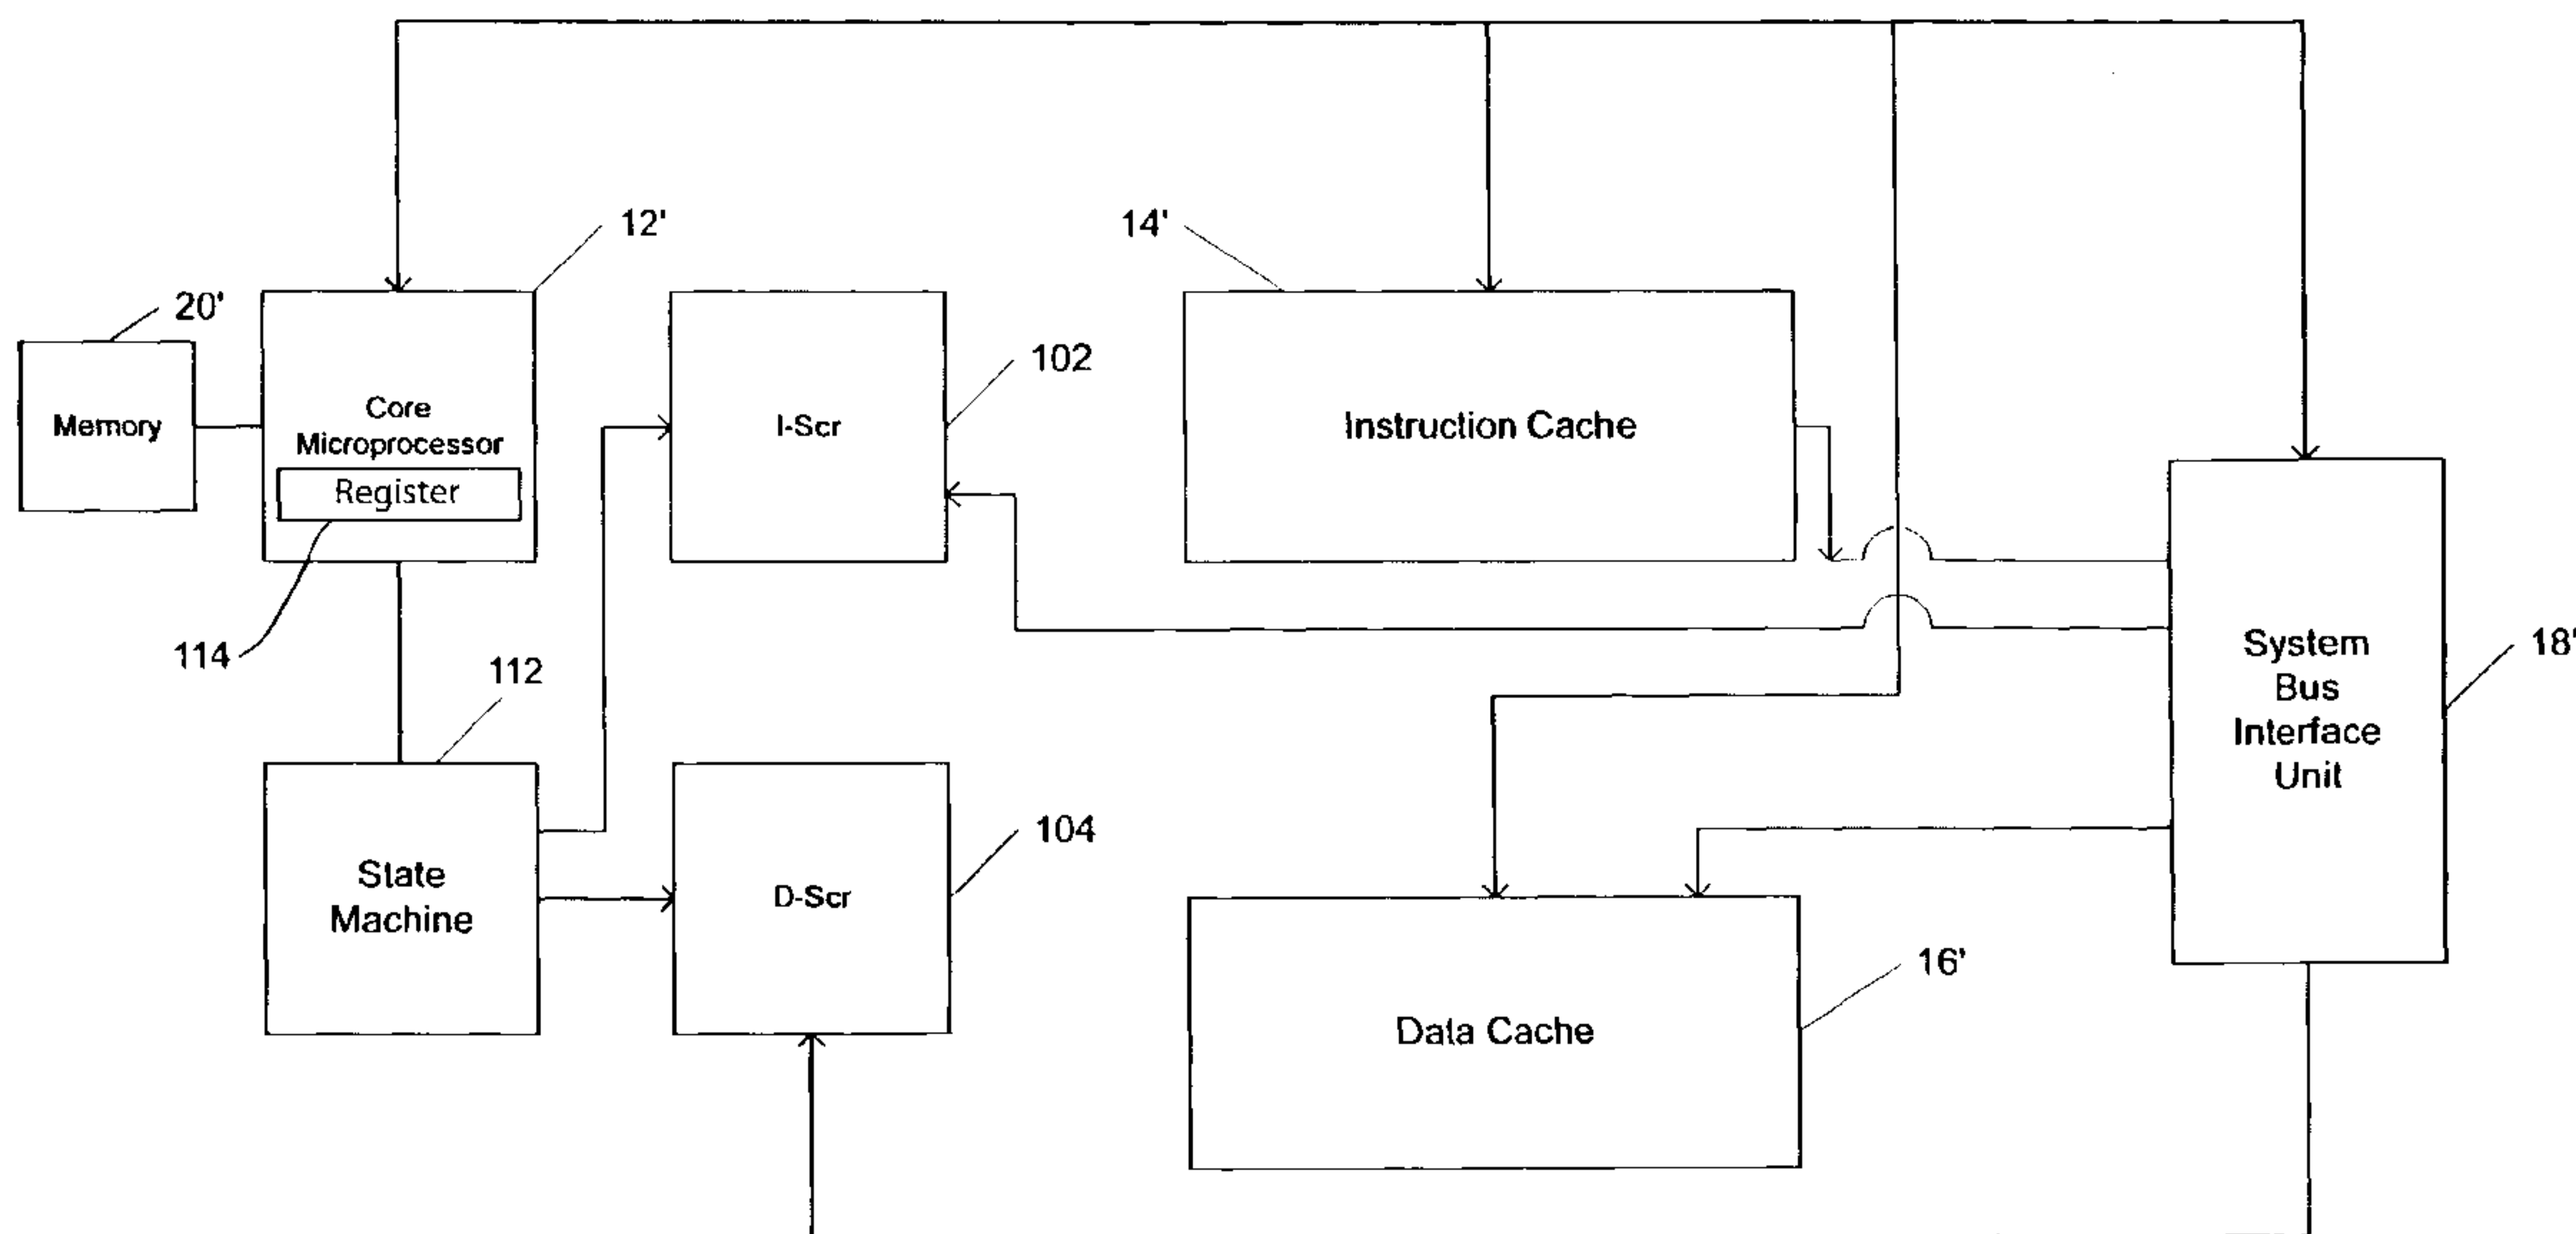 12'
14'
20'
102
Memory
Core
Microprocessor
Register
I-Scr
Instruction Cache
114
112
System
Bus
Interface
Unit
18'
104
State
Machine
D-Scr
16'
Data Cache